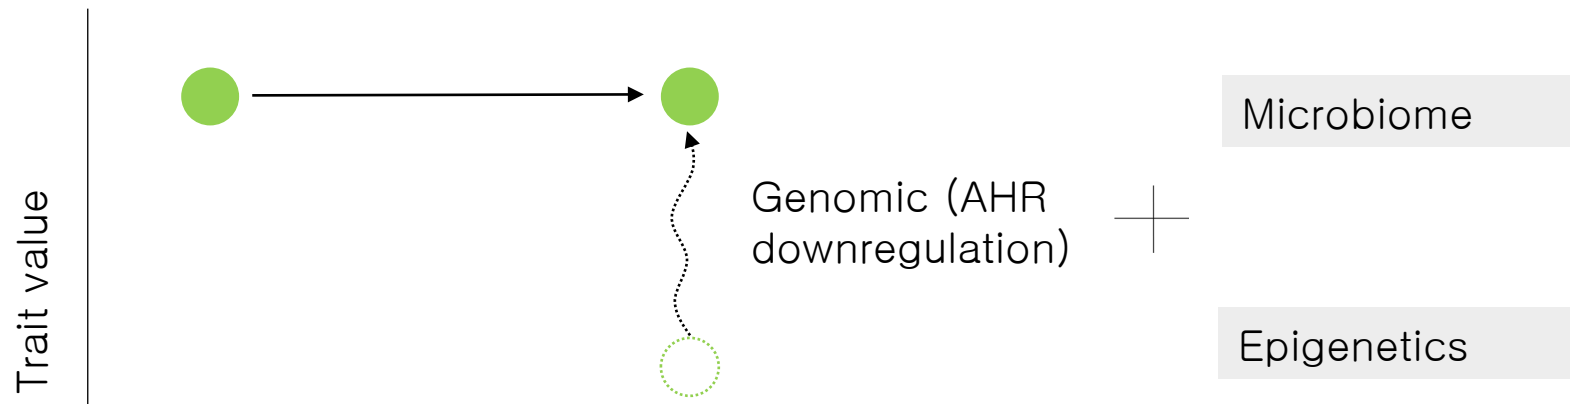 Trait value
Genomic (AHR
downregulation)
Microbiome
Epigenetics